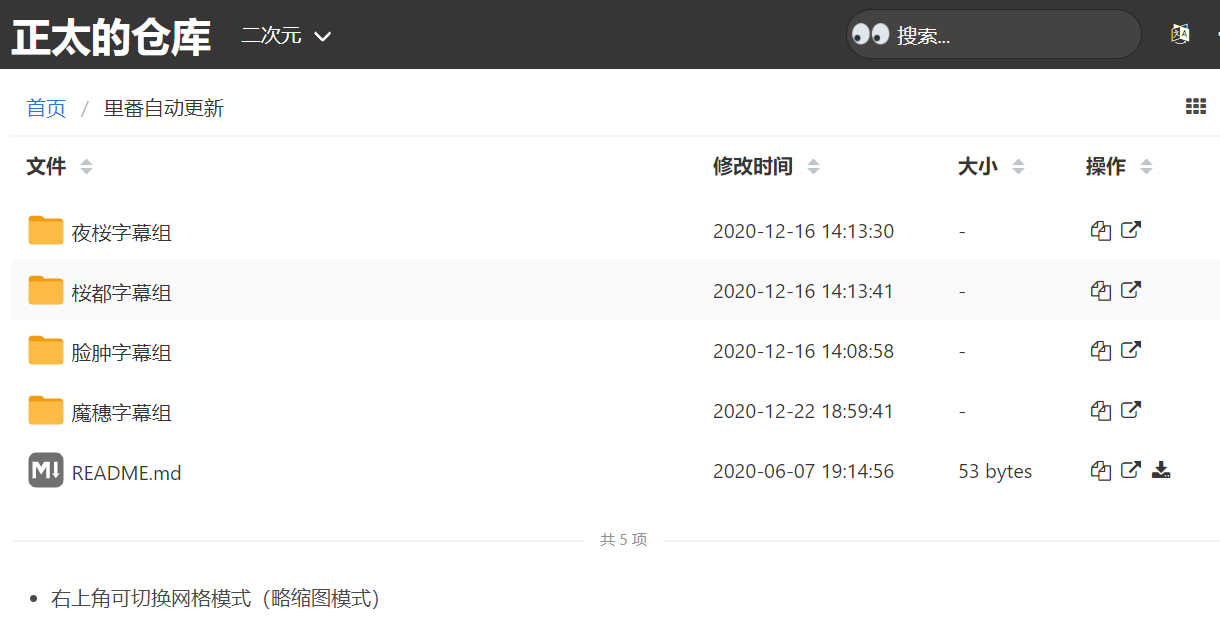 正太的仓库 二次元 搜索...
首页 / 里番自动更新
文件 修改时间 大小 操作
夜桜字幕组 2020-12-16 14:13:30 -
桜都字幕组 2020-12-16 14:13:41 -
脸肿字幕组 2020-12-16 14:08:58 -
魔穗字幕组 2020-12-22 18:59:41 -
M↓ README.md 2020-06-07 19:14:56 53 bytes
共 5 项
• 右上角可切换网格模式（略缩图模式）